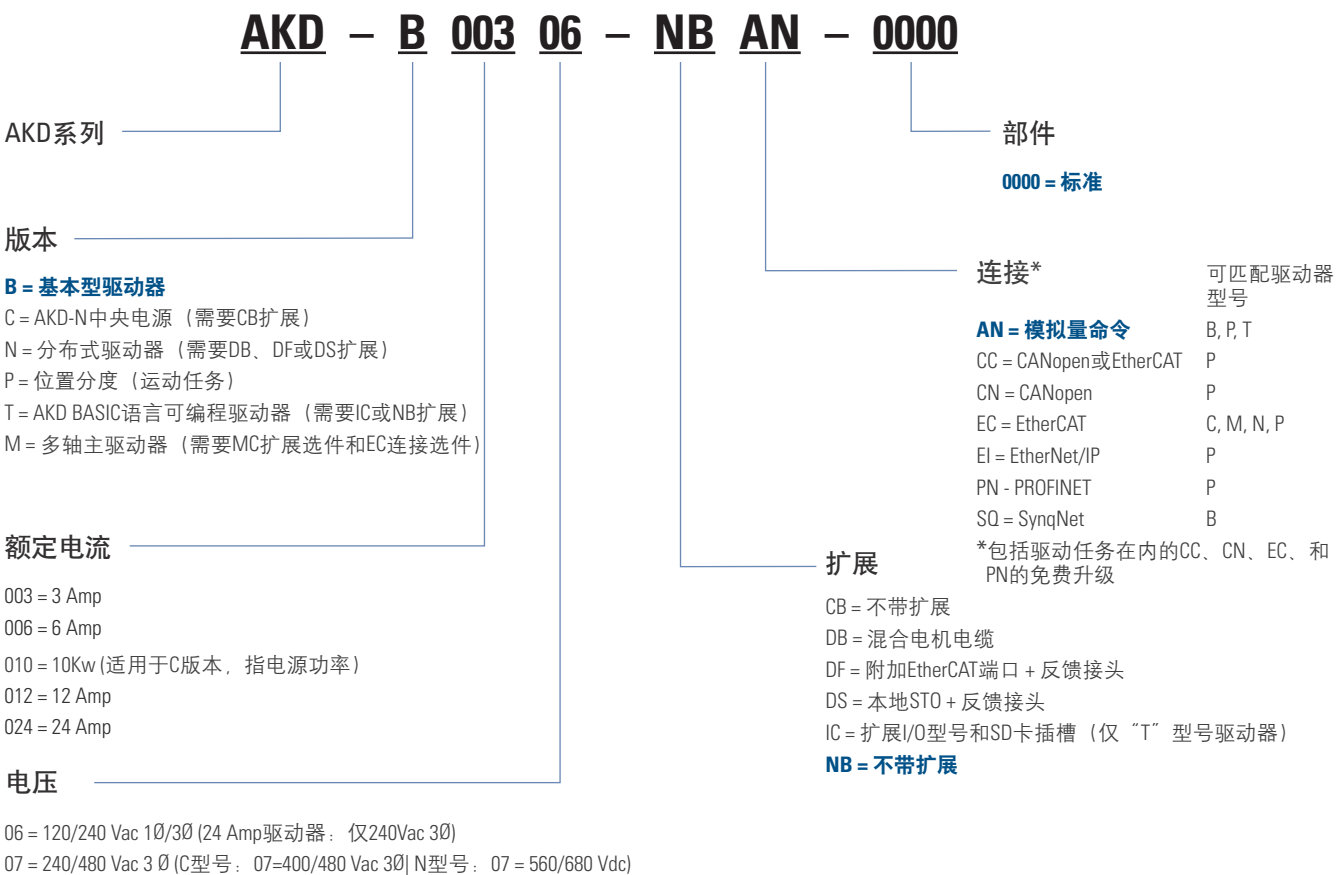 AKD – B 003 06 – NB AN – 0000
AKD系列
部件
0000 = 标准
版本
B = 基本型驱动器
C = AKD-N中央电源（需要CB扩展）
N = 分布式驱动器（需要DB、DF或DS扩展）
P = 位置分度（运动任务）
T = AKD BASIC语言可编程驱动器（需要IC或NB扩展）
M = 多轴主驱动器（需要MC扩展选件和EC连接选件）
连接*
可匹配驱动器
型号
AN = 模拟量命令 B, P, T
CC = CANopen或EtherCAT P
CN = CANopen P
EC = EtherCAT C, M, N, P
EI = EtherNet/IP P
PN - PROFINET P
SQ = SynqNet B
*包括驱动任务在内的CC、CN、EC、和
PN的免费升级
额定电流
003 = 3 Amp
006 = 6 Amp
010 = 10Kw (适用于C版本，指电源功率）
012 = 12 Amp
024 = 24 Amp
扩展
CB = 不带扩展
DB = 混合电机电缆
DF = 附加EtherCAT端口 + 反馈接头
DS = 本地STO + 反馈接头
IC = 扩展I/O型号和SD卡插槽（仅〝T〞型号驱动器）
NB = 不带扩展
电压
06 = 120/240 Vac 1Ø/3Ø (24 Amp驱动器：仅240Vac 3Ø)
07 = 240/480 Vac 3 Ø (C型号：07=400/480 Vac 3Ø| N型号：07 = 560/680 Vdc)